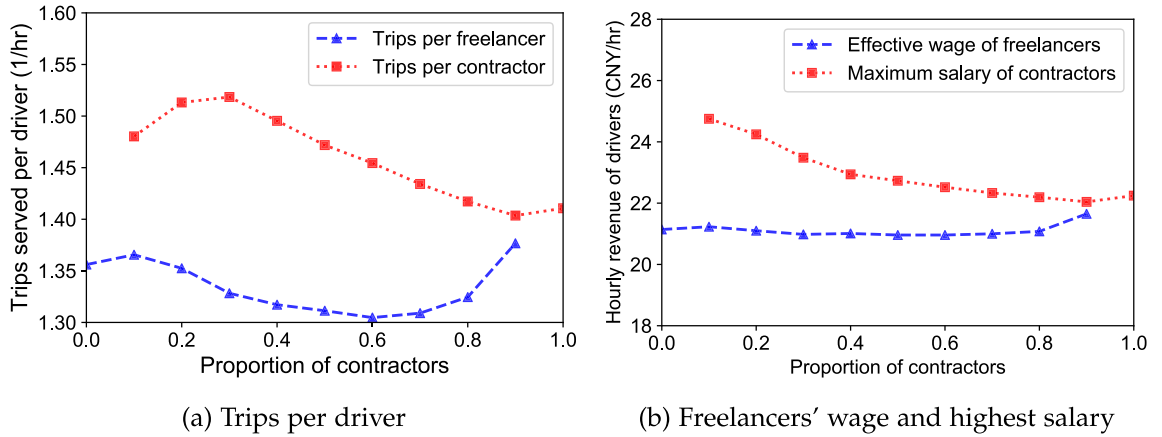 1.60
1.55
1.50
1.45
1.40
1.35
1.30
Trips served per driver (1/hr)
Trips per freelancer
Trips per contractor
0.0 0.2 0.4 0.6 0.8 1.0
Proportion of contractors
(a) Trips per driver
28
26
24
22
20
18
Hourly revenue of drivers (CNY/hr)
Effective wage of freelancers
Maximum salary of contractors
0.0 0.2 0.4 0.6 0.8 1.0
Proportion of contractors
(b) Freelancers' wage and highest salary